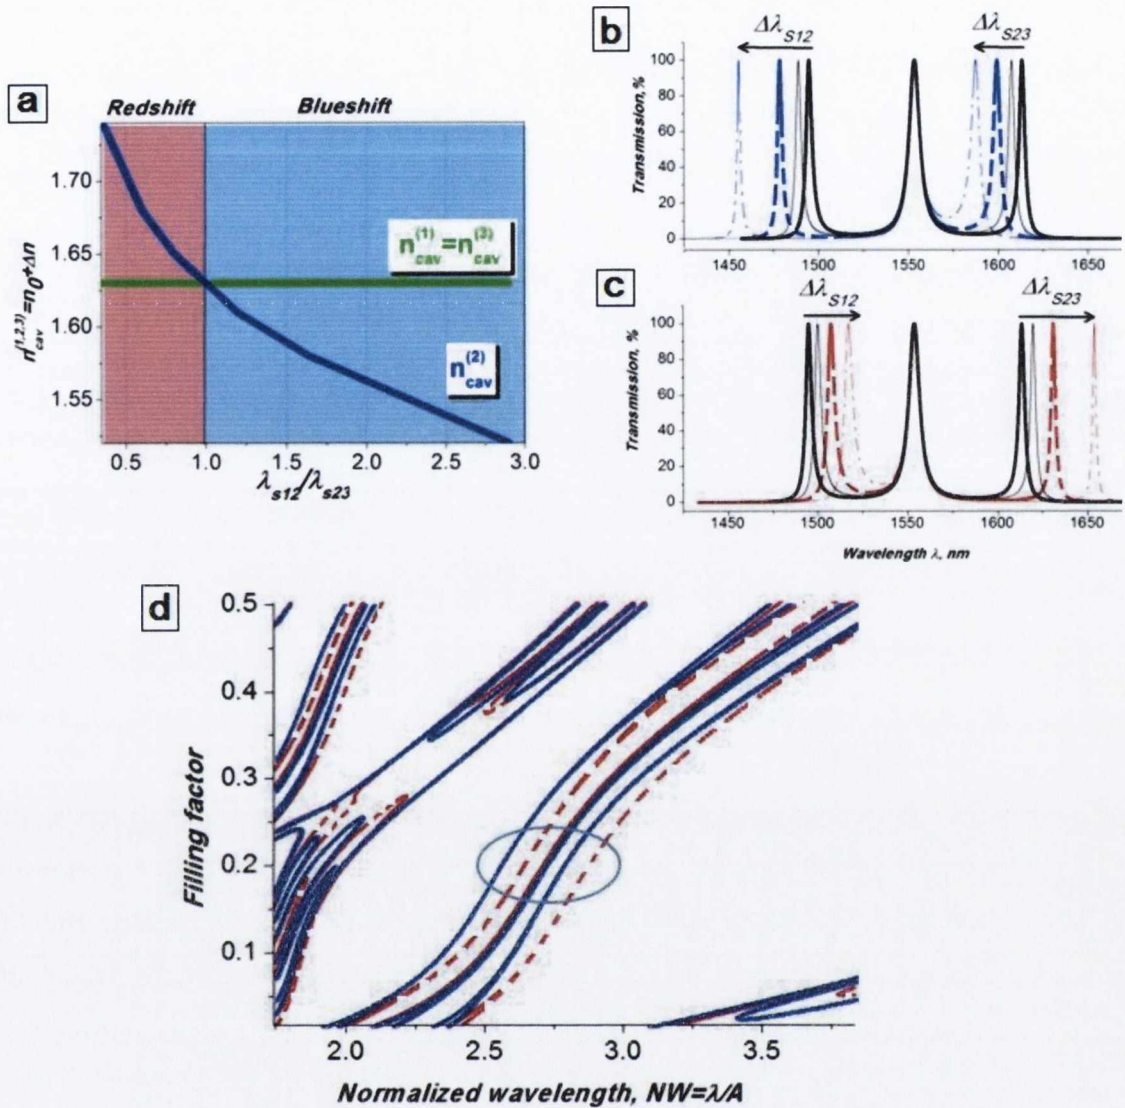 a
Redshift
Blueshift
n_cav^(1,2,3)=n0+Δn
1.70
1.65
1.60
1.55
n_cav^(1)=n_cav^(3)
n_cav^(2)
0.5 1.0 1.5 2.0 2.5 3.0
λs12/λs23
b
ΔλS12
ΔλS23
Transmission, %
100
80
60
40
20
0
1450 1500 1550 1600 1650
c
ΔλS12
ΔλS23
Transmission, %
100
80
60
40
20
0
1450 1500 1550 1600 1650
Wavelength λ, nm
d
Filling factor
0.5
0.4
0.3
0.2
0.1
2.0 2.5 3.0 3.5
Normalized wavelength, NW=λ/A